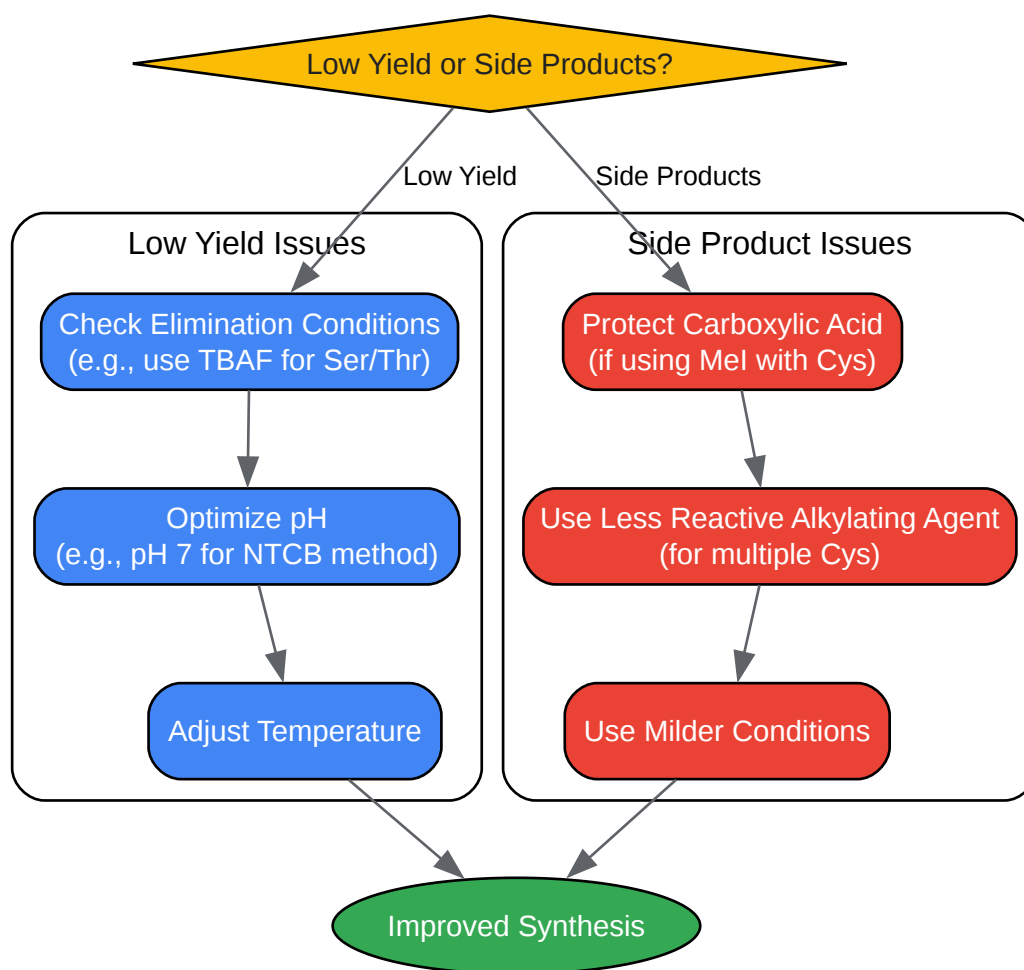 Low Yield or Side Products?
Low Yield
Side Products
Low Yield Issues
Check Elimination Conditions
(e.g., use TBAF for Ser/Thr)
Optimize pH
(e.g., pH 7 for NTCB method)
Adjust Temperature
Side Product Issues
Protect Carboxylic Acid
(if using MeI with Cys)
Use Less Reactive Alkylating Agent
(for multiple Cys)
Use Milder Conditions
Improved Synthesis